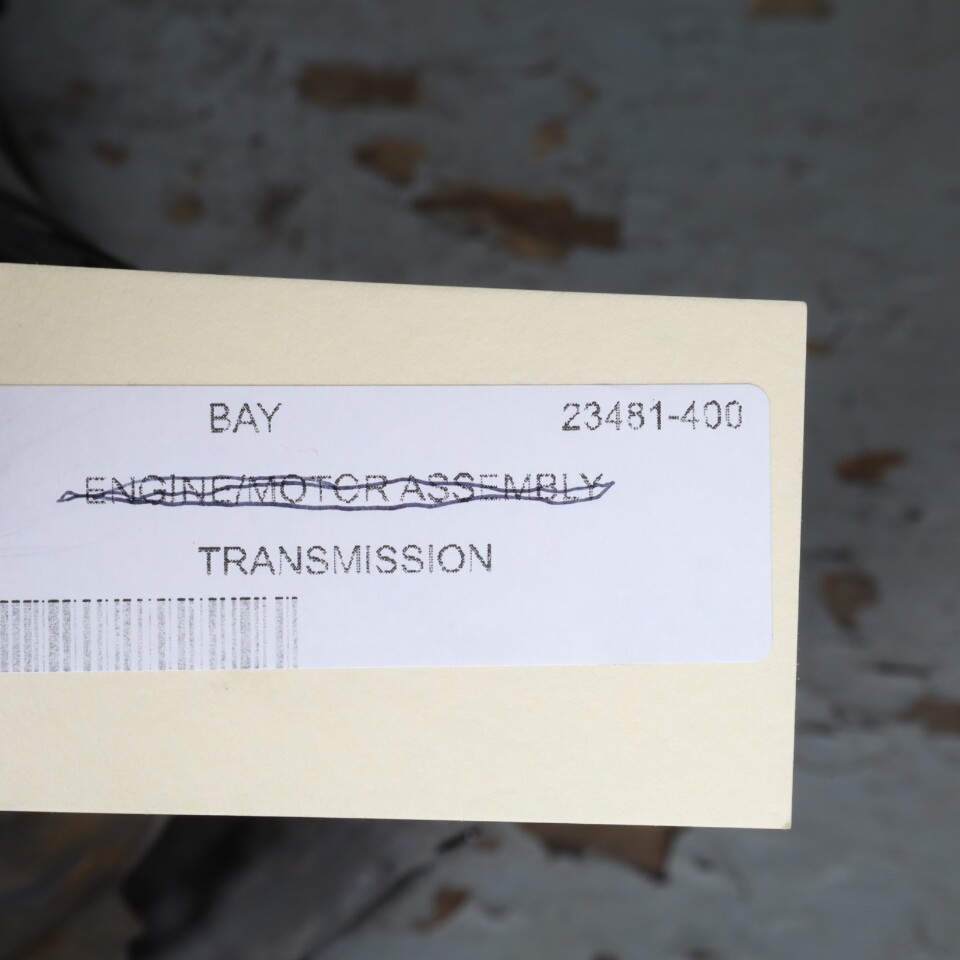 BAY 23481-400
ENGINE/MOTOR ASSEMBLY
TRANSMISSION